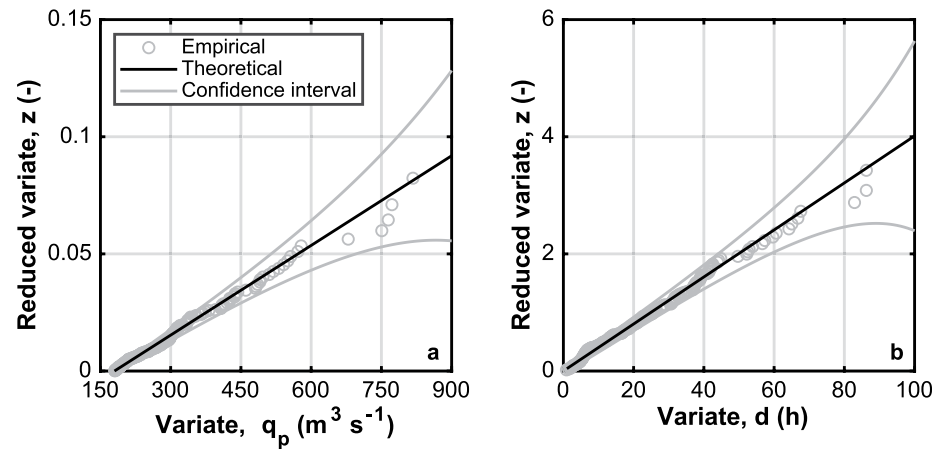 0.15
0.1
0.05
0
Reduced variate, z (-)
Empirical
Theoretical
Confidence interval
a
150 300 450 600 750 900
Variate, q_p (m³ s⁻¹)
6
4
2
0
Reduced variate, z (-)
b
0 20 40 60 80 100
Variate, d (h)